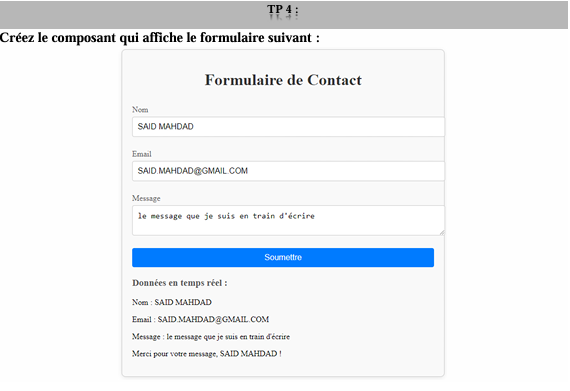 TP 4 :
Créez le composant qui affiche le formulaire suivant :
Formulaire de Contact
Nom
SAID MAHDAD
Email
SAID.MAHDAD@GMAIL.COM
Message
le message que je suis en train d'écrire
Soumettre
Données en temps réel :
Nom : SAID MAHDAD
Email : SAID.MAHDAD@GMAIL.COM
Message : le message que je suis en train d'écrire
Merci pour votre message, SAID MAHDAD !